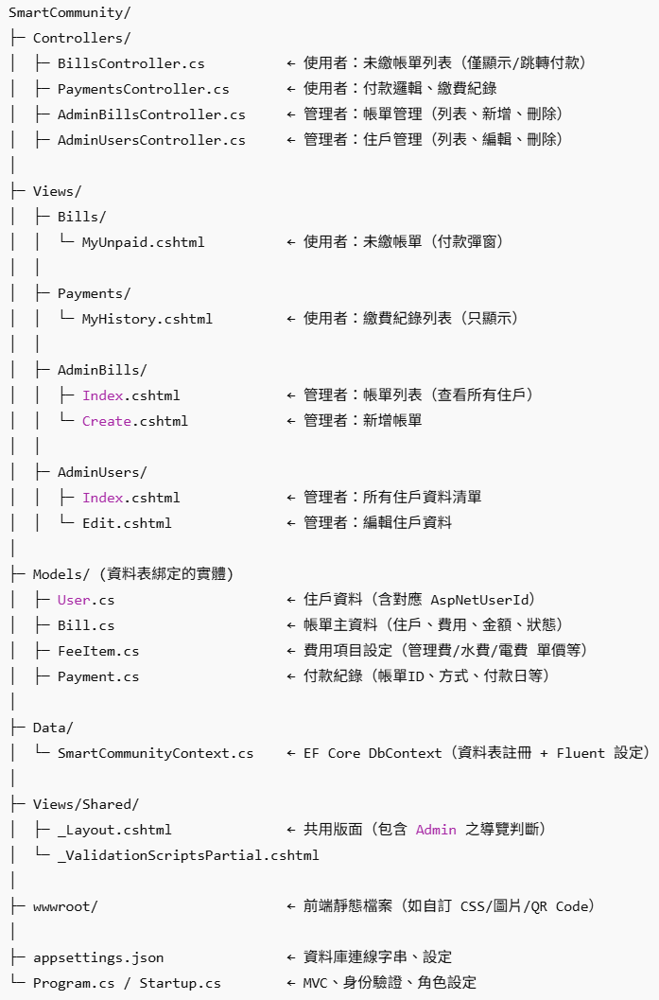 SmartCommunity/
├─ Controllers/
│  ├─ BillsController.cs          ← 使用者：未繳帳單列表（僅顯示/跳轉付款）
│  ├─ PaymentsController.cs       ← 使用者：付款邏輯、繳費紀錄
│  ├─ AdminBillsController.cs     ← 管理者：帳單管理（列表、新增、刪除）
│  ├─ AdminUsersController.cs     ← 管理者：住戶管理（列表、編輯、刪除）
│
├─ Views/
│  ├─ Bills/
│  │  └─ MyUnpaid.cshtml          ← 使用者：未繳帳單（付款彈窗）
│  │
│  ├─ Payments/
│  │  └─ MyHistory.cshtml         ← 使用者：繳費紀錄列表（只顯示）
│  │
│  ├─ AdminBills/
│  │  ├─ Index.cshtml             ← 管理者：帳單列表（查看所有住戶）
│  │  └─ Create.cshtml            ← 管理者：新增帳單
│  │
│  ├─ AdminUsers/
│  │  ├─ Index.cshtml             ← 管理者：所有住戶資料清單
│  │  └─ Edit.cshtml              ← 管理者：編輯住戶資料
│
├─ Models/ (資料表綁定的實體)
│  ├─ User.cs                     ← 住戶資料（含對應 AspNetUserId）
│  ├─ Bill.cs                     ← 帳單主資料（住戶、費用、金額、狀態）
│  ├─ FeeItem.cs                  ← 費用項目設定（管理費/水費/電費 單價等）
│  ├─ Payment.cs                  ← 付款紀錄（帳單ID、方式、付款日等）
│
├─ Data/
│  └─ SmartCommunityContext.cs    ← EF Core DbContext（資料表註冊 + Fluent 設定）
│
├─ Views/Shared/
│  ├─ _Layout.cshtml              ← 共用版面（包含 Admin 之導覽判斷）
│  └─ _ValidationScriptsPartial.cshtml
│
├─ wwwroot/                       ← 前端靜態檔案（如自訂 CSS/圖片/QR Code）
│
├─ appsettings.json               ← 資料庫連線字串、設定
└─ Program.cs / Startup.cs        ← MVC、身份驗證、角色設定